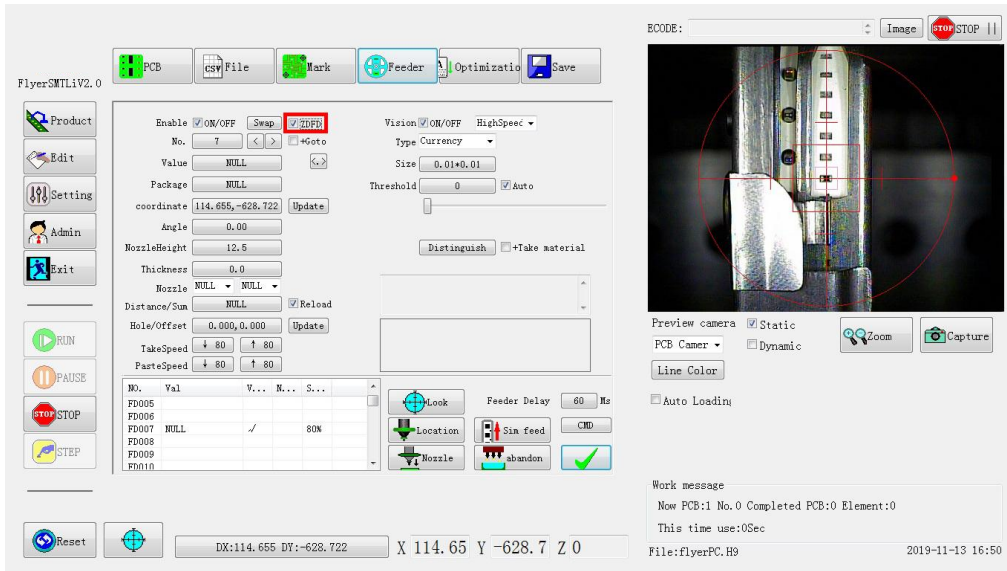 FlyerSMTLiV2.0
PCB
CSV File
Mark
Feeder
Optimizatio
Save
Product
Edit
Setting
Admin
Exit
RUN
PAUSE
STOP STOP
STEP
Reset
Enable ON/OFF Swap ZDFD
No. 7 < > +Goto
Value NULL <.>
Package NULL
coordinate 114.655,-628.722 Update
Angle 0.00
NozzleHeight 12.5
Thickness 0.0
Nozzle NULL NULL
Distance/Sum NULL Reload
Hole/Offset 0.000,0.000 Update
TakeSpeed ↓ 80 ↑ 80
PasteSpeed ↓ 80 ↑ 80
Vision ON/OFF HighSpeed
Type Currency
Size 0.01*0.01
Threshold 0 Auto
Distinguish +Take material
NO. Val V... N... S...
FD005
FD006
FD007 NULL √ 80%
FD008
FD009
FD010
Look Feeder Delay 60 Ms
Location Sim feed CMD
Nozzle abandon
DX:114.655 DY:-628.722
X 114.65 Y -628.7 Z 0
ECODE: Image STOP STOP ||
Preview camera Static
PCB Camer Dynamic Zoom Capture
Line Color
Auto Loading
Work message
Now PCB:1 No.0 Completed PCB:0 Element:0
This time use:0Sec
File:flyerPC.H9 2019-11-13 16:50